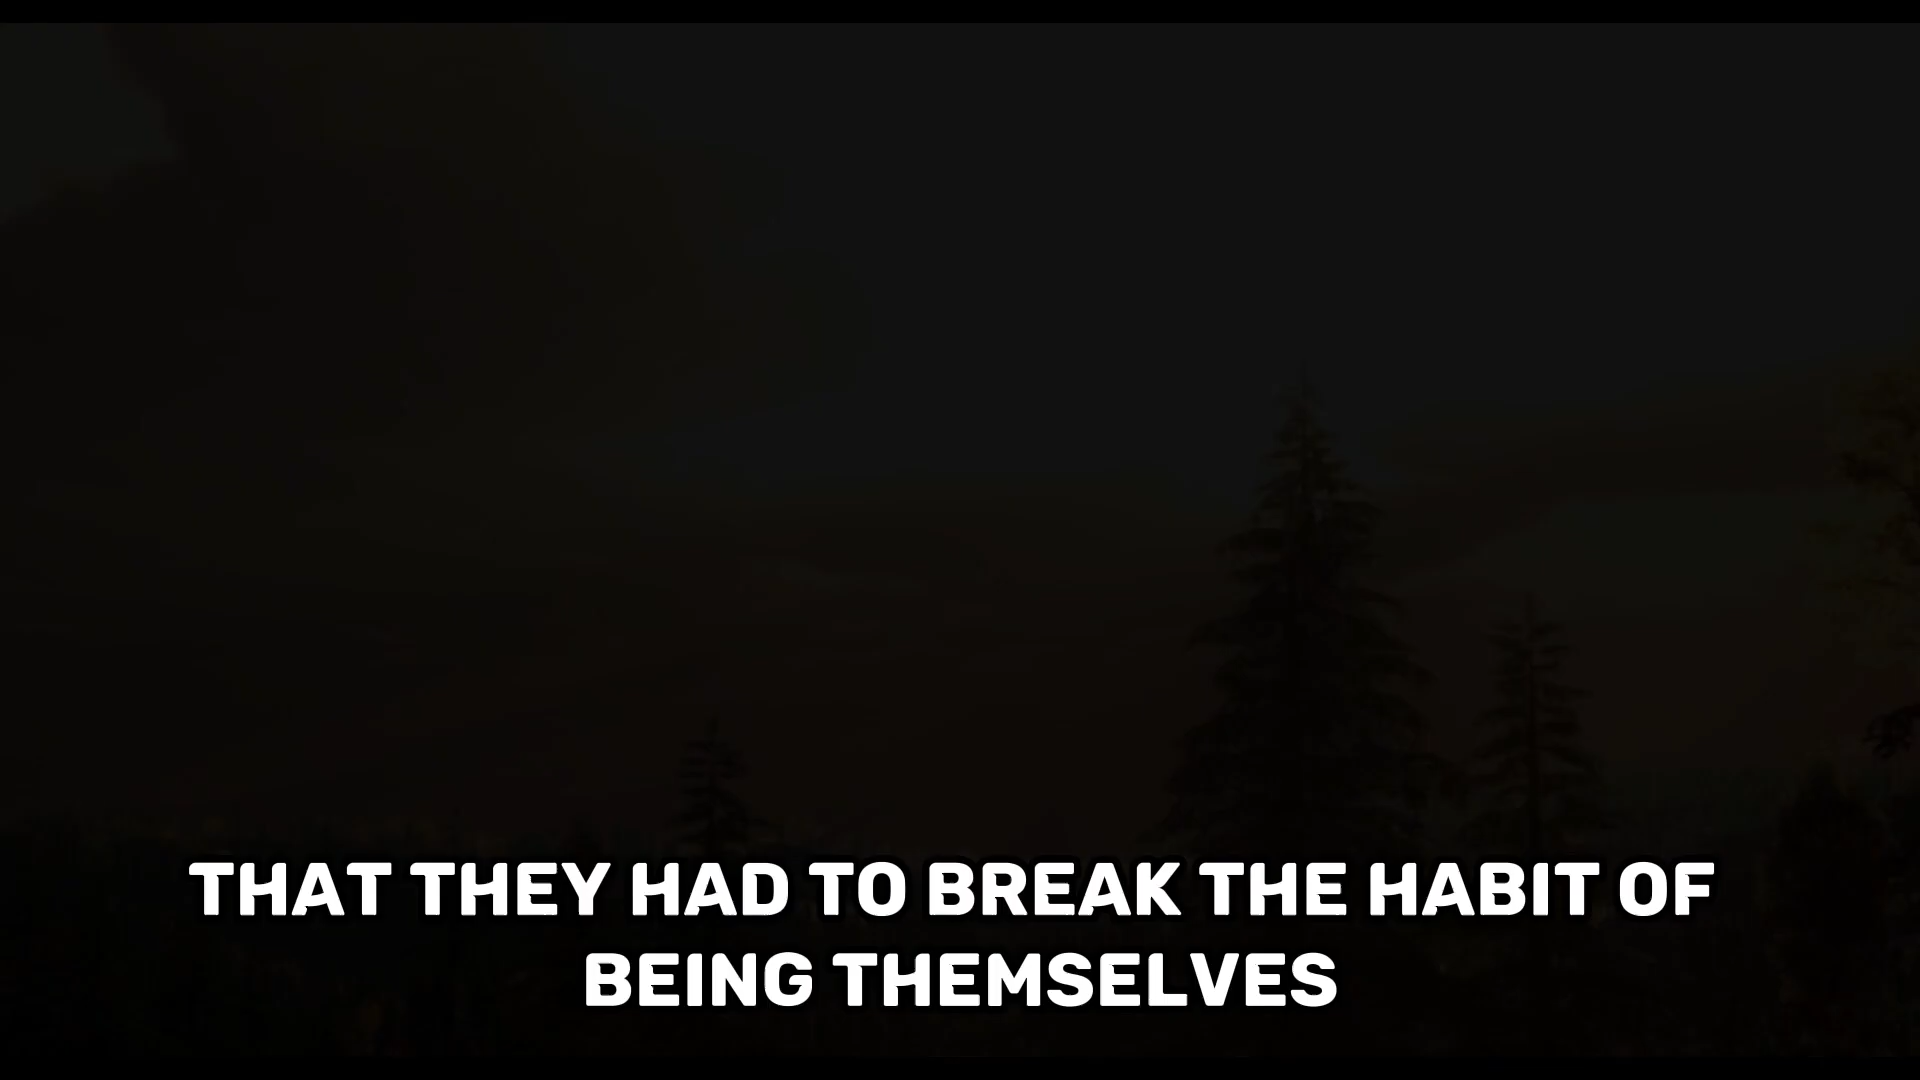 THAT THEY HAD TO BREAK THE HABIT OF
BEING THEMSELVES